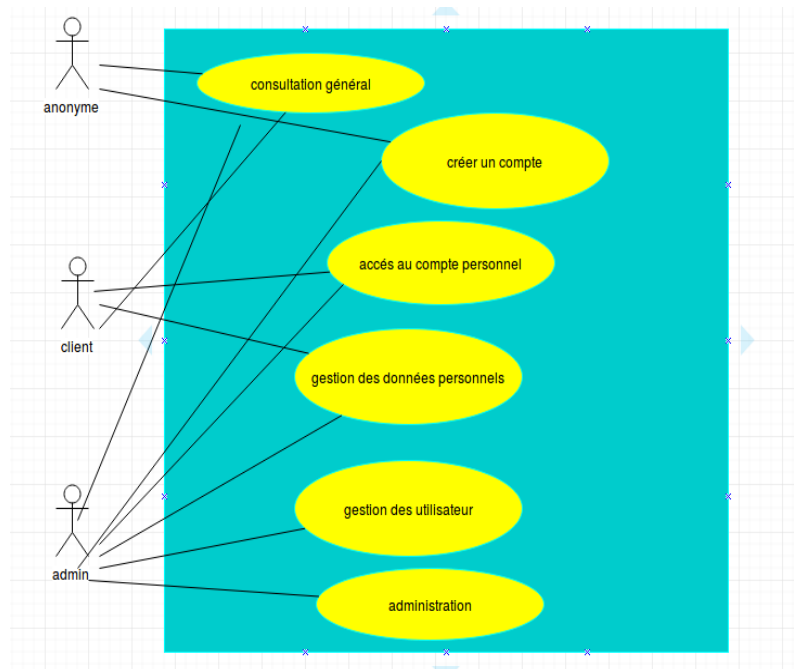 anonyme
consultation général
créer un compte
accés au compte personnel
client
gestion des données personnels
gestion des utilisateur
admin
administration